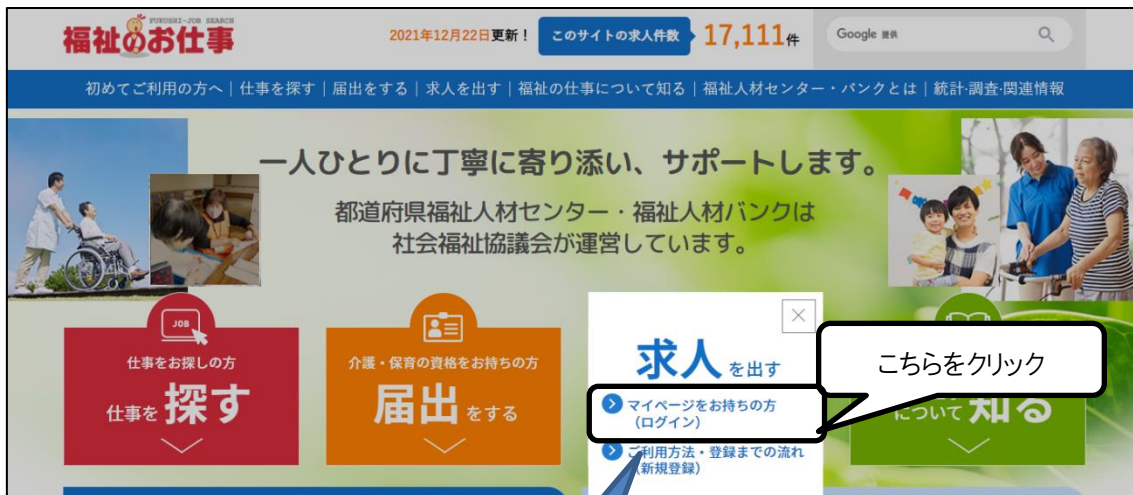 FUKUSHI-JOB SEARCH
福祉のお仕事
2021年12月22日更新！
このサイトの求人件数
17,111件
Google 提供
初めてご利用の方へ｜仕事を探す｜届出をする｜求人を出す｜福祉の仕事について知る｜福祉人材センター・バンクとは｜統計・調査・関連情報
一人ひとりに丁寧に寄り添い、サポートします。
都道府県福祉人材センター・福祉人材バンクは
社会福祉協議会が運営しています。
JOB
仕事をお探しの方
仕事を探す
介護・保育の資格をお持ちの方
届出をする
求人を出す
マイページをお持ちの方
（ログイン）
ご利用方法・登録までの流れ
（新規登録）
こちらをクリック
について知る